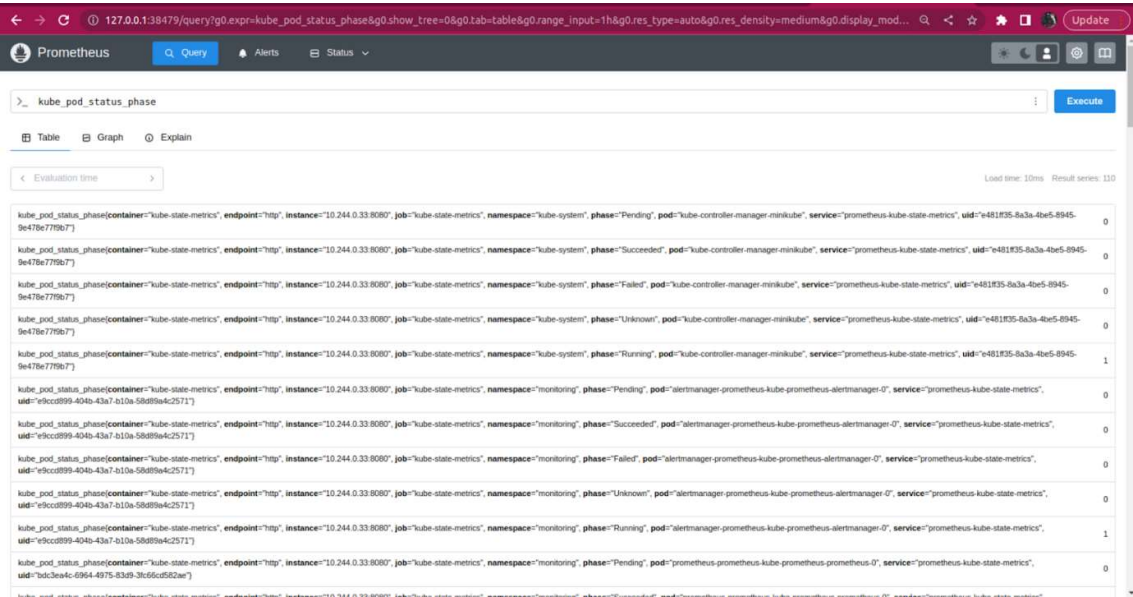 127.0.0.1:38479/query?g0.expr=kube_pod_status_phase&g0.show_tree=0&g0.tab=table&g0.range_input=1h&g0.res_type=auto&g0.res_density=medium&g0.display_mod...
Update
Prometheus
Query
Alerts
Status
>_ kube_pod_status_phase
Execute
Table
Graph
Explain
< Evaluation time >
Load time: 10ms Result series: 110
kube_pod_status_phase{container="kube-state-metrics", endpoint="http", instance="10.244.0.33:8080", job="kube-state-metrics", namespace="kube-system", phase="Pending", pod="kube-controller-manager-minikube", service="prometheus-kube-state-metrics", uid="e481ff35-8a3a-4be5-8945-
9e478e77f9b7"}
0
kube_pod_status_phase{container="kube-state-metrics", endpoint="http", instance="10.244.0.33:8080", job="kube-state-metrics", namespace="kube-system", phase="Succeeded", pod="kube-controller-manager-minikube", service="prometheus-kube-state-metrics", uid="e481ff35-8a3a-4be5-8945-
9e478e77f9b7"}
0
kube_pod_status_phase{container="kube-state-metrics", endpoint="http", instance="10.244.0.33:8080", job="kube-state-metrics", namespace="kube-system", phase="Failed", pod="kube-controller-manager-minikube", service="prometheus-kube-state-metrics", uid="e481ff35-8a3a-4be5-8945-
9e478e77f9b7"}
0
kube_pod_status_phase{container="kube-state-metrics", endpoint="http", instance="10.244.0.33:8080", job="kube-state-metrics", namespace="kube-system", phase="Unknown", pod="kube-controller-manager-minikube", service="prometheus-kube-state-metrics", uid="e481ff35-8a3a-4be5-8945-
9e478e77f9b7"}
0
kube_pod_status_phase{container="kube-state-metrics", endpoint="http", instance="10.244.0.33:8080", job="kube-state-metrics", namespace="kube-system", phase="Running", pod="kube-controller-manager-minikube", service="prometheus-kube-state-metrics", uid="e481ff35-8a3a-4be5-8945-
9e478e77f9b7"}
1
kube_pod_status_phase{container="kube-state-metrics", endpoint="http", instance="10.244.0.33:8080", job="kube-state-metrics", namespace="monitoring", phase="Pending", pod="alertmanager-prometheus-kube-prometheus-alertmanager-0", service="prometheus-kube-state-metrics",
uid="e9ccd899-404b-43a7-b10a-58d89a4c2571"}
0
kube_pod_status_phase{container="kube-state-metrics", endpoint="http", instance="10.244.0.33:8080", job="kube-state-metrics", namespace="monitoring", phase="Succeeded", pod="alertmanager-prometheus-kube-prometheus-alertmanager-0", service="prometheus-kube-state-metrics",
uid="e9ccd899-404b-43a7-b10a-58d89a4c2571"}
0
kube_pod_status_phase{container="kube-state-metrics", endpoint="http", instance="10.244.0.33:8080", job="kube-state-metrics", namespace="monitoring", phase="Failed", pod="alertmanager-prometheus-kube-prometheus-alertmanager-0", service="prometheus-kube-state-metrics",
uid="e9ccd899-404b-43a7-b10a-58d89a4c2571"}
0
kube_pod_status_phase{container="kube-state-metrics", endpoint="http", instance="10.244.0.33:8080", job="kube-state-metrics", namespace="monitoring", phase="Unknown", pod="alertmanager-prometheus-kube-prometheus-alertmanager-0", service="prometheus-kube-state-metrics",
uid="e9ccd899-404b-43a7-b10a-58d89a4c2571"}
0
kube_pod_status_phase{container="kube-state-metrics", endpoint="http", instance="10.244.0.33:8080", job="kube-state-metrics", namespace="monitoring", phase="Running", pod="alertmanager-prometheus-kube-prometheus-alertmanager-0", service="prometheus-kube-state-metrics",
uid="e9ccd899-404b-43a7-b10a-58d89a4c2571"}
1
kube_pod_status_phase{container="kube-state-metrics", endpoint="http", instance="10.244.0.33:8080", job="kube-state-metrics", namespace="monitoring", phase="Pending", pod="prometheus-prometheus-kube-prometheus-prometheus-0", service="prometheus-kube-state-metrics",
uid="bdc3ea4c-6964-4975-83d9-3fc66cd582ae"}
0